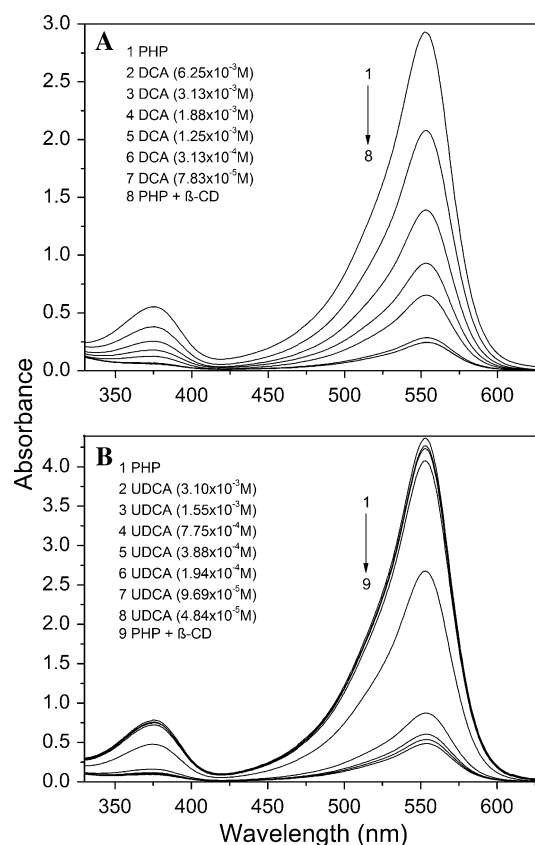 A
1 PHP
2 DCA (6.25x10⁻³M)
3 DCA (3.13x10⁻³M)
4 DCA (1.88x10⁻³M)
5 DCA (1.25x10⁻³M)
6 DCA (3.13x10⁻⁴M)
7 DCA (7.83x10⁻⁵M)
8 PHP + ß-CD
1
8
3.0
2.5
2.0
1.5
1.0
0.5
0.0
350 400 450 500 550 600
Absorbance
B
1 PHP
2 UDCA (3.10x10⁻³M)
3 UDCA (1.55x10⁻³M)
4 UDCA (7.75x10⁻⁴M)
5 UDCA (3.88x10⁻⁴M)
6 UDCA (1.94x10⁻⁴M)
7 UDCA (9.69x10⁻⁵M)
8 UDCA (4.84x10⁻⁵M)
9 PHP + ß-CD
1
9
4.0
3.5
3.0
2.5
2.0
1.5
1.0
0.5
0.0
350 400 450 500 550 600
Wavelength (nm)